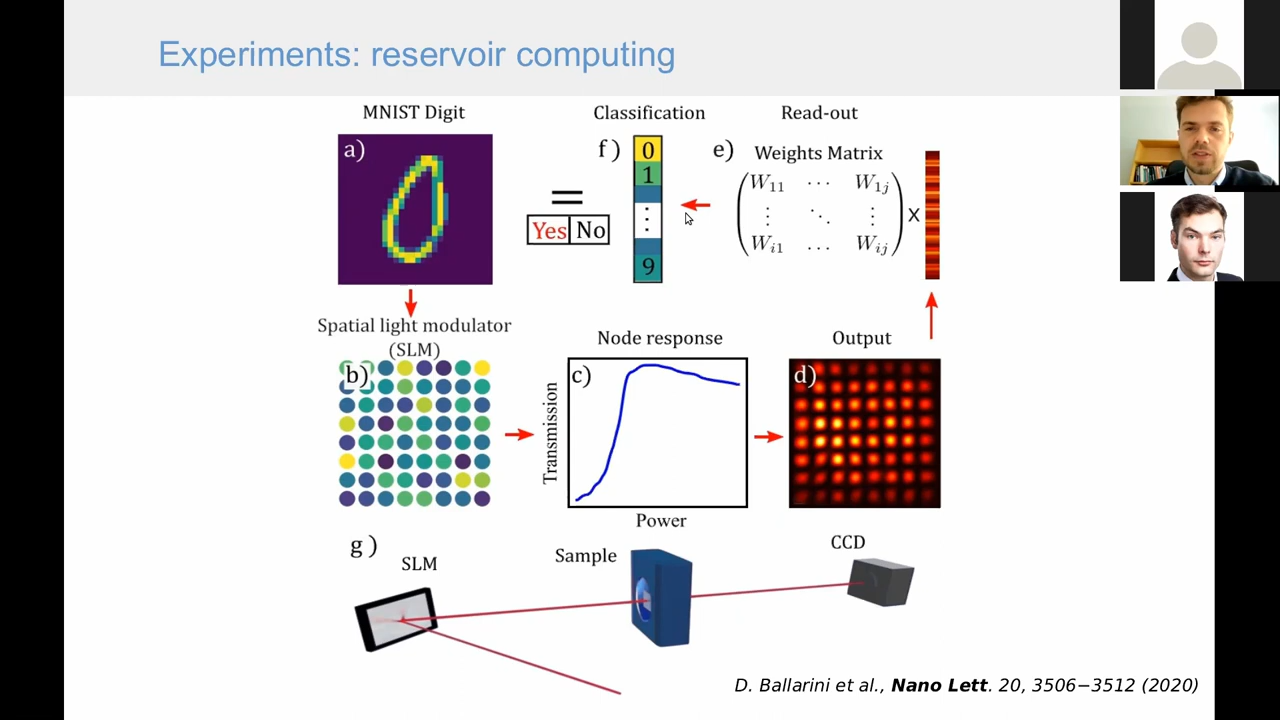 Experiments: reservoir computing
MNIST Digit
Classification
Read-out
a)
f )
0
1
⋮
9
=
Yes No
e)
Weights Matrix
W11 ... W1j
⋮ ⋱ ⋮
Wi1 ... Wij
x
Spatial light modulator
(SLM)
b)
Node response
c)
Transmission
Power
Output
d)
g )
SLM
Sample
CCD
D. Ballarini et al., Nano Lett. 20, 3506−3512 (2020)